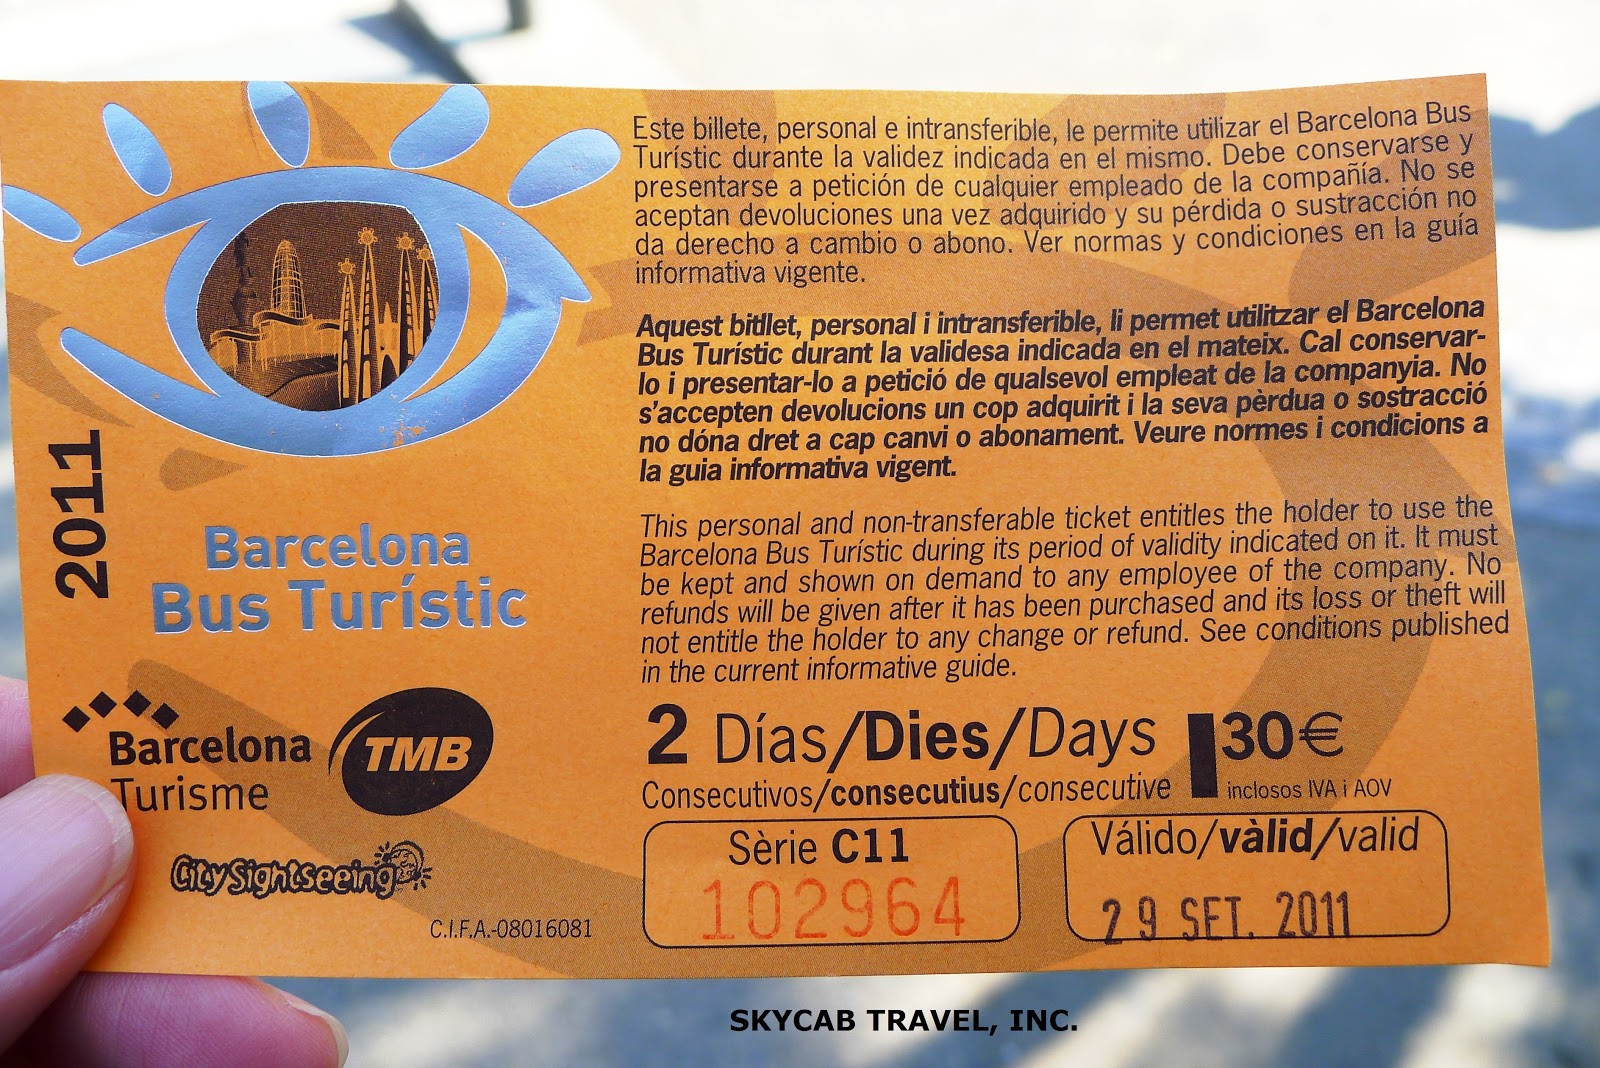 2011
Barcelona
Bus Turístic
Barcelona
Turisme
TMB
City Sightseeing
C.I.F.A.-08016081
Este billete, personal e intransferible, le permite utilizar el Barcelona Bus
Turístic durante la validez indicada en el mismo. Debe conservarse y
presentarse a petición de cualquier empleado de la compañía. No se
aceptan devoluciones una vez adquirido y su pérdida o sustracción no
da derecho a cambio o abono. Ver normas y condiciones en la guía
informativa vigente.
Aquest bitllet, personal i intransferible, li permet utilitzar el Barcelona
Bus Turístic durant la validesa indicada en el mateix. Cal conservar-
lo i presentar-lo a petició de qualsevol empleat de la companyia. No
s'accepten devolucions un cop adquirit i la seva pèrdua o sostracció
no dóna dret a cap canvi o abonament. Veure normes i condicions a
la guia informativa vigent.
This personal and non-transferable ticket entitles the holder to use the
Barcelona Bus Turístic during its period of validity indicated on it. It must
be kept and shown on demand to any employee of the company. No
refunds will be given after it has been purchased and its loss or theft will
not entitle the holder to any change or refund. See conditions published
in the current informative guide.
2 Días/Dies/Days
Consecutivos/consecutius/consecutive
30€
inclosos IVA i AOV
Sèrie C11
102964
Válido/vàlid/valid
29 SET. 2011
SKYCAB TRAVEL, INC.